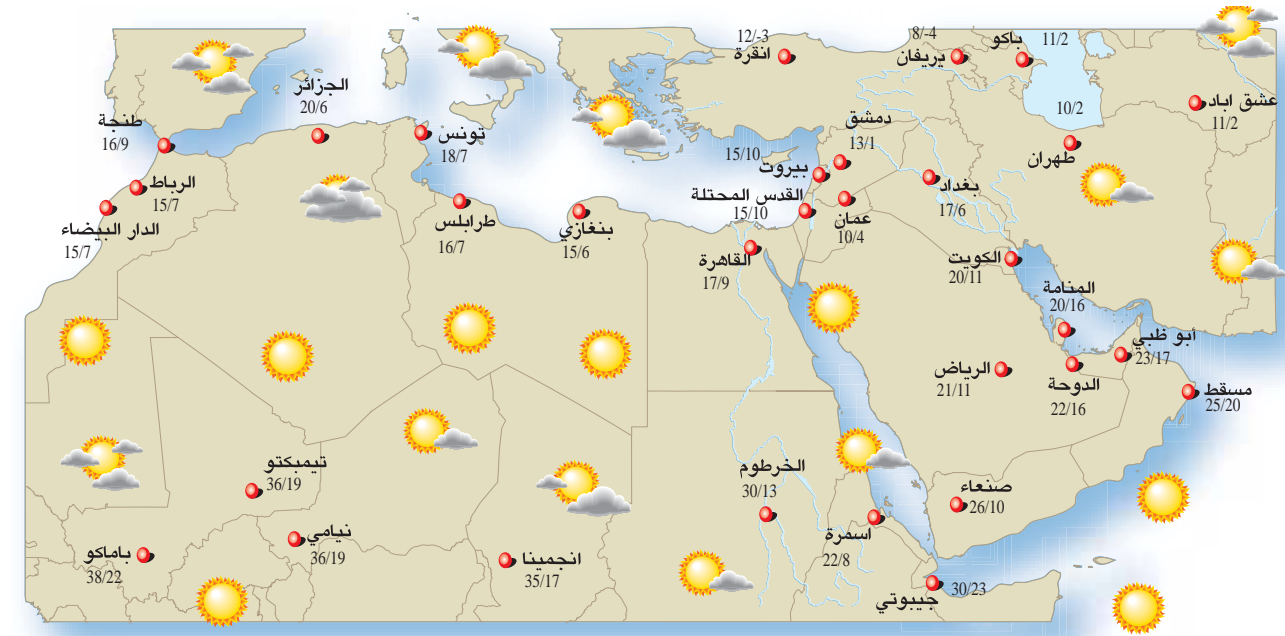 12/-3
انقرة
8/-4
يريفان
باكو
11/2
10/2
عشق اباد
11/2
الجزائر
20/6
طنجة
16/9
تونس
18/7
دمشق
13/1
طهران
15/10
بيروت
الرباط
15/7
بغداد
17/6
القدس المحتلة
15/10
عمان
10/4
الدار البيضاء
15/7
طرابلس
16/7
بنغازي
15/6
القاهرة
17/9
الكويت
20/11
المنامة
20/16
أبو ظبي
23/17
الرياض
21/11
الدوحة
22/16
مسقط
25/20
تيمبكتو
36/19
الخرطوم
30/13
صنعاء
26/10
نيامي
36/19
باماكو
38/22
انجمينا
35/17
اسمرة
22/8
30/23
جيبوتي